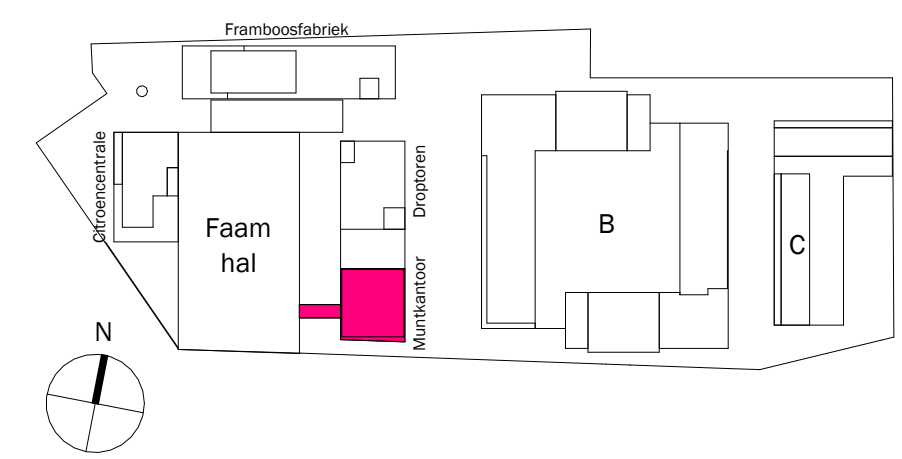 Framboosfabriek
Citroencentrale
Faam
hal
Droptoren
Muntkantoor
B
C
N